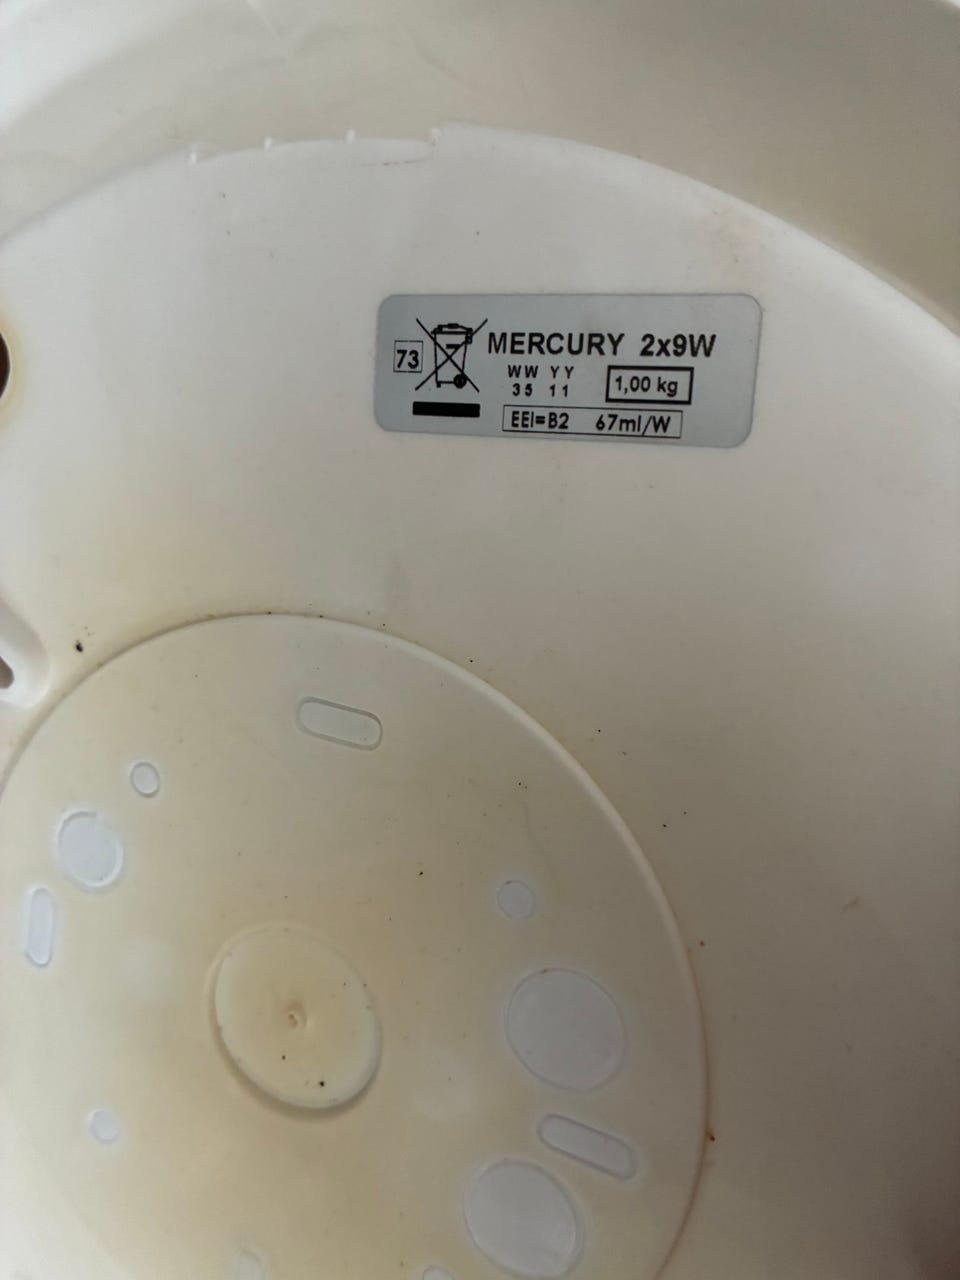 73
MERCURY 2x9W
WW YY
35 11
1,00 kg
EEI=B2 67ml/W